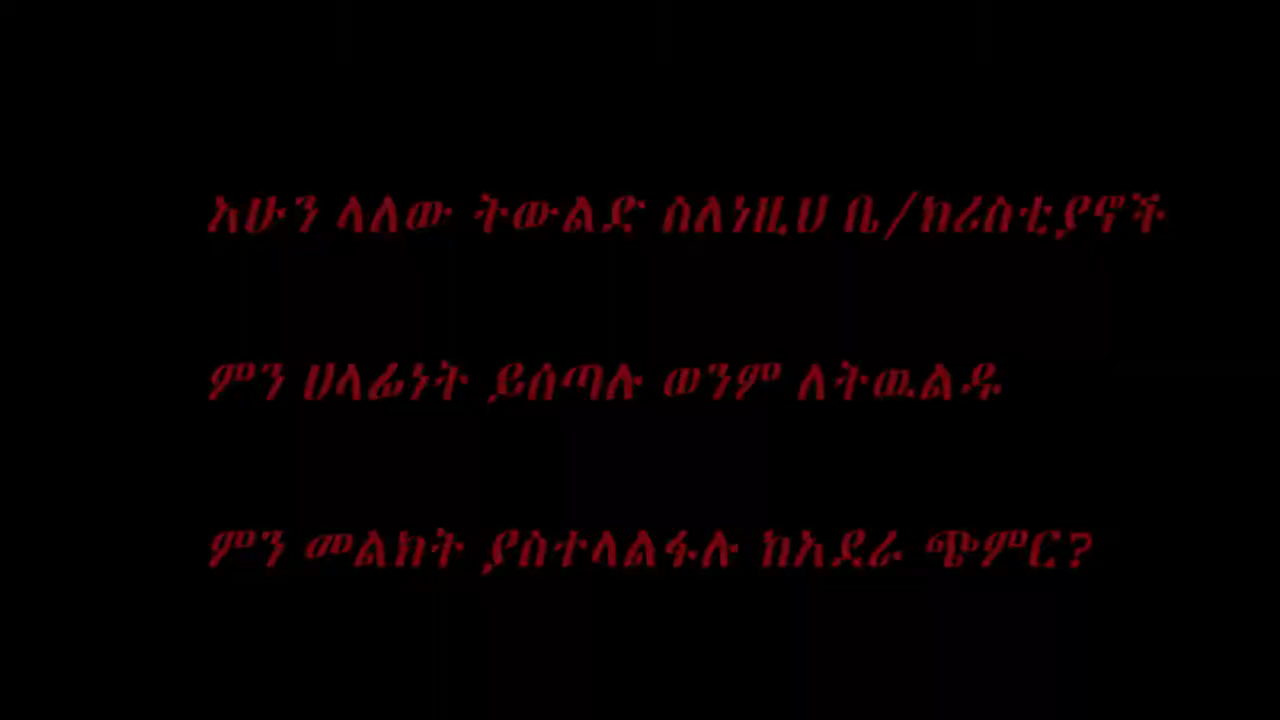 አሁን ላለው ትውልድ ስለነዚህ ቤ/ክሪስቲያኖች
ምን ሀላፊነት ይሰጣሉ ወንም ለትዉልዱ
ምን መልክት ያስተላልፋሉ ከአደራ ጭምር?